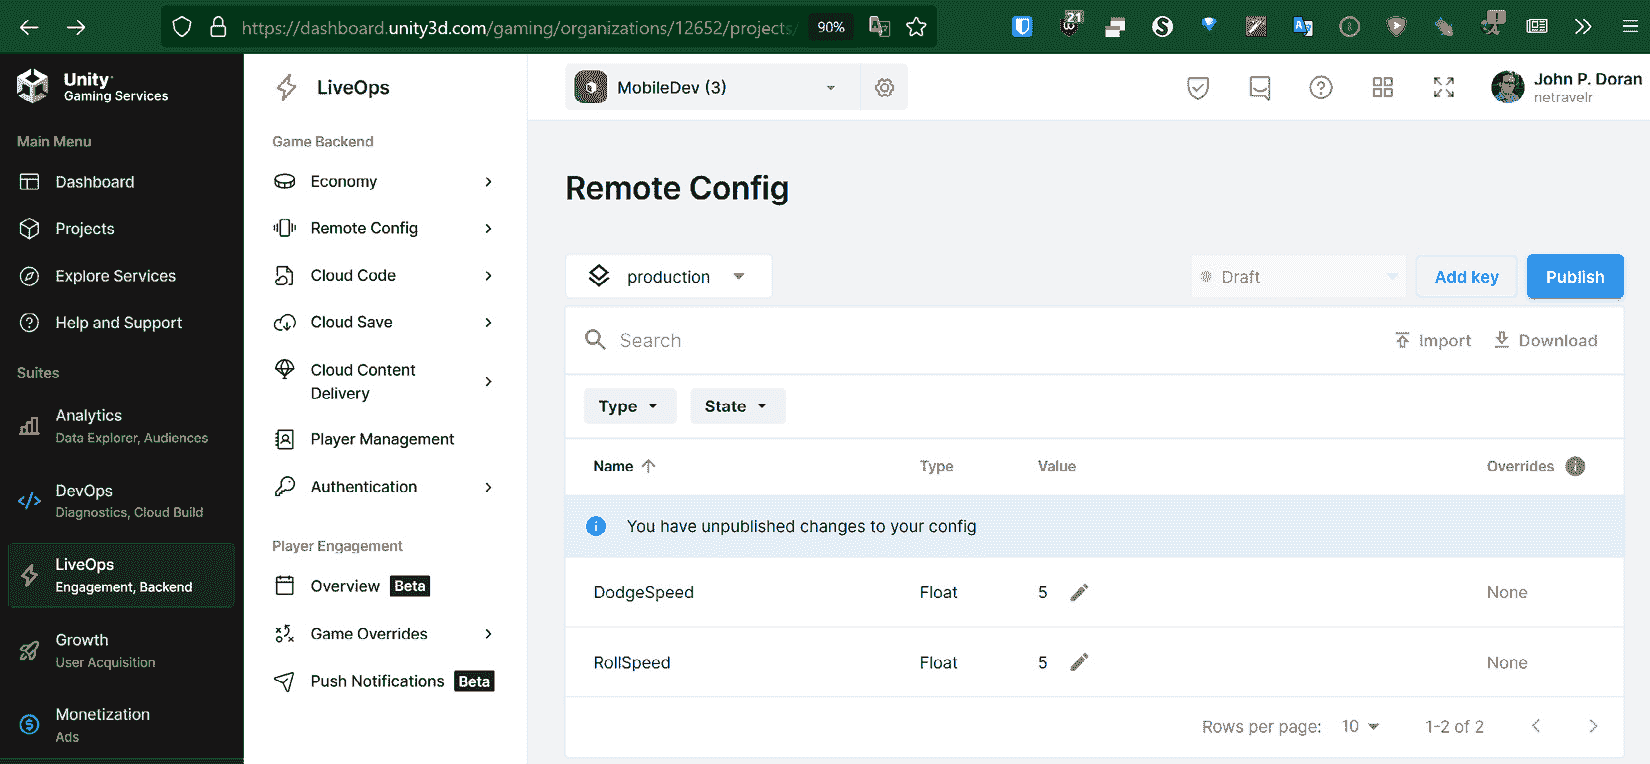 https://dashboard.unity3d.com/gaming/organizations/12652/projects/
90%
21
Unity
Gaming Services
Main Menu
Dashboard
Projects
Explore Services
Help and Support
Suites
Analytics
Data Explorer, Audiences
DevOps
Diagnostics, Cloud Build
LiveOps
Engagement, Backend
Growth
User Acquisition
Monetization
Ads
LiveOps
Game Backend
Economy
Remote Config
Cloud Code
Cloud Save
Cloud Content
Delivery
Player Management
Authentication
Player Engagement
Overview Beta
Game Overrides
Push Notifications Beta
MobileDev (3)
John P. Doran
netravelr
Remote Config
production
Draft
Add key
Publish
Search
Import
Download
Type
State
Name Type Value Overrides
You have unpublished changes to your config
DodgeSpeed Float 5 None
RollSpeed Float 5 None
Rows per page: 10 1-2 of 2